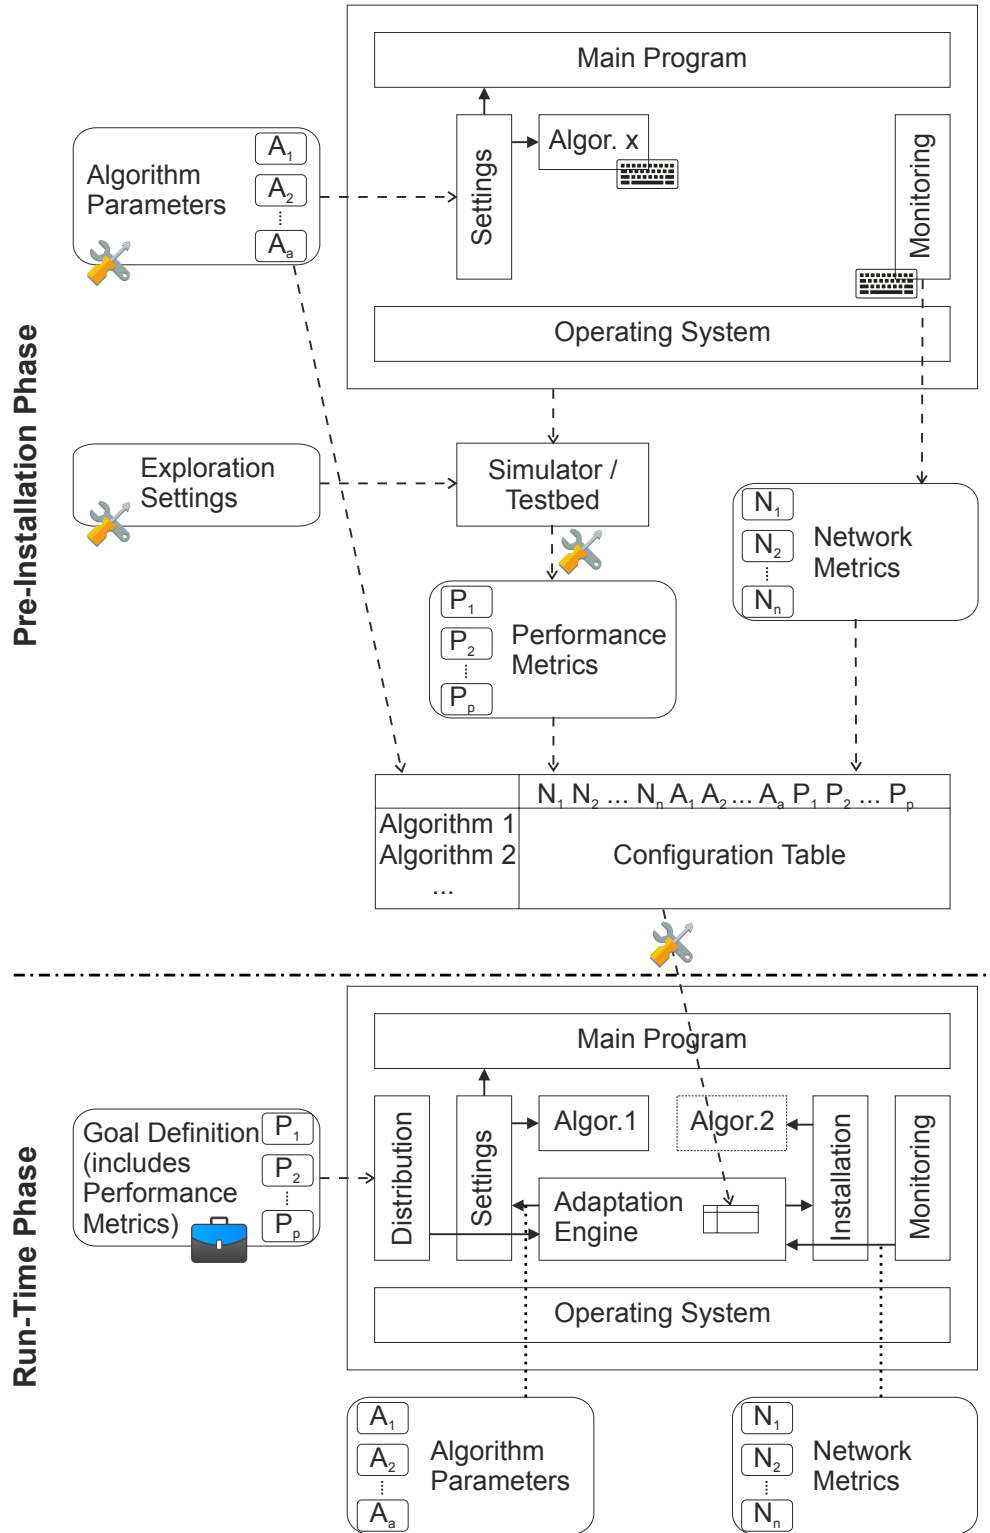 Pre-Installation Phase
Main Program
Algorithm
Parameters
A1
A2
Aa
Settings
Algor. x
Monitoring
Operating System
Exploration
Settings
Simulator /
Testbed
N1
N2
Nn
Network
Metrics
P1
P2
Pp
Performance
Metrics
N1 N2 ... Nn A1 A2 ... Aa P1 P2 ... Pp
Algorithm 1
Algorithm 2
...
Configuration Table
Run-Time Phase
Main Program
Goal Definition
(includes
Performance
Metrics)
P1
P2
Pp
Distribution
Settings
Algor.1
Algor.2
Adaptation
Engine
Installation
Monitoring
Operating System
A1
A2
Aa
Algorithm
Parameters
N1
N2
Nn
Network
Metrics